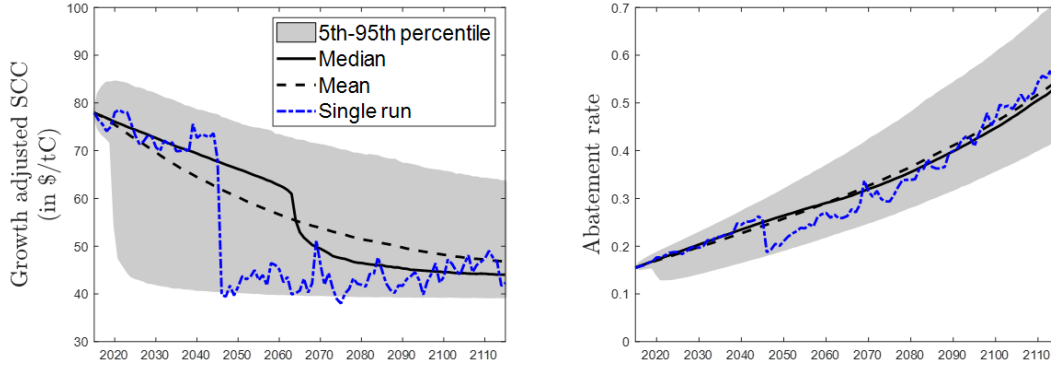 Growth adjusted SCC
(in $/tC)
90
80
70
60
50
40
30
2020 2030 2040 2050 2060 2070 2080 2090 2100 2110
5th-95th percentile
Median
Mean
Single run
Abatement rate
0.7
0.6
0.5
0.4
0.3
0.2
0.1
0
2020 2030 2040 2050 2060 2070 2080 2090 2100 2110